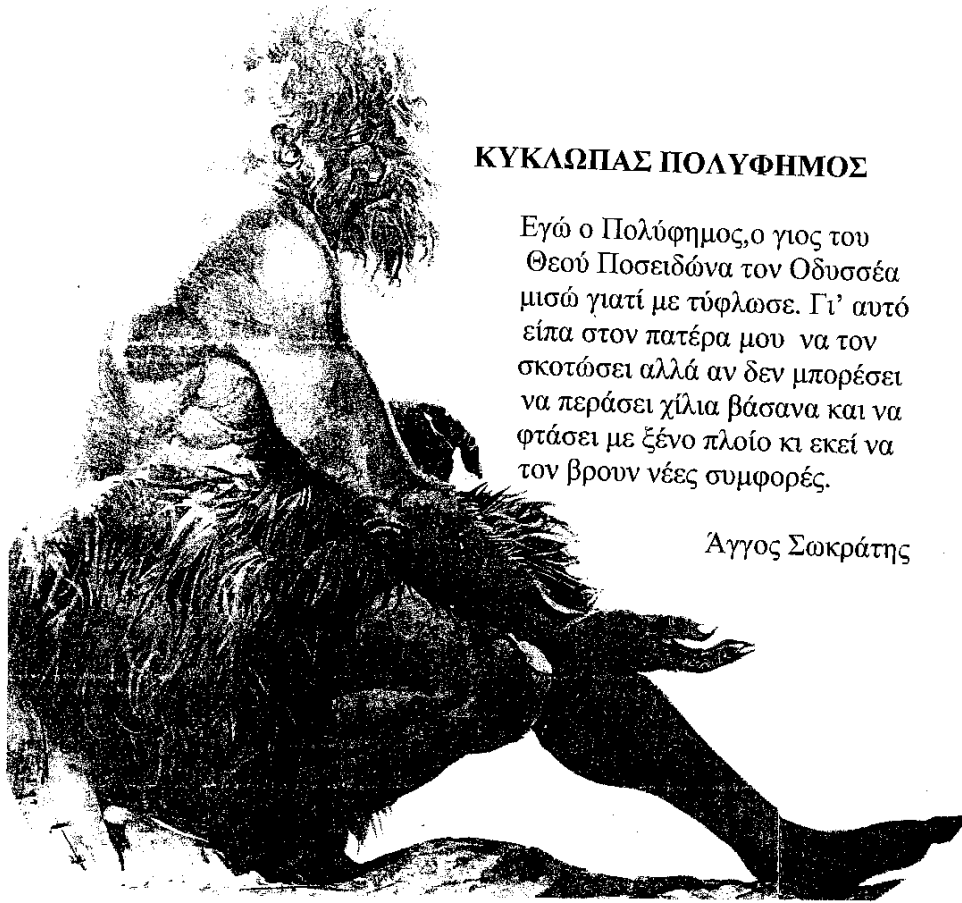 ΚΥΚΛΩΠΑΣ ΠΟΛΥΦΗΜΟΣ
Εγώ ο Πολύφημος,ο γιος του
Θεού Ποσειδώνα τον Οδυσσέα
μισώ γιατί με τύφλωσε. Γι' αυτό
είπα στον πατέρα μου να τον
σκοτώσει αλλά αν δεν μπορέσει
να περάσει χίλια βάσανα και να
φτάσει με ξένο πλοίο κι εκεί να
τον βρουν νέες συμφορές.
Άγγος Σωκράτης